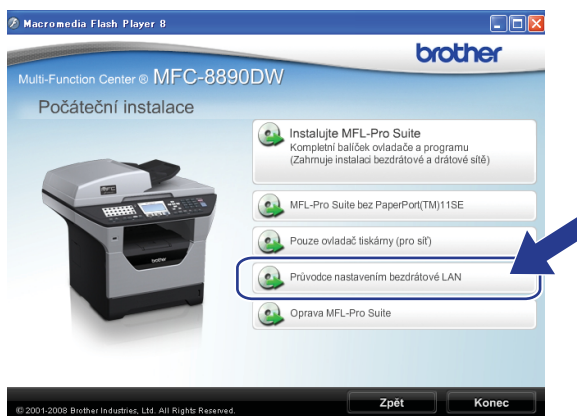 Macromedia Flash Player 8
brother
Multi-Function Center ® MFC-8890DW
Počáteční instalace
Instalujte MFL-Pro Suite
Kompletní balíček ovladače a programu
(Zahrnuje instalaci bezdrátové a drátové sítě)
MFL-Pro Suite bez PaperPort(TM)11SE
Pouze ovladač tiskárny (pro síť)
Průvodce nastavením bezdrátové LAN
Oprava MFL-Pro Suite
© 2001-2008 Brother Industries, Ltd. All Rights Reserved.
Zpět
Konec